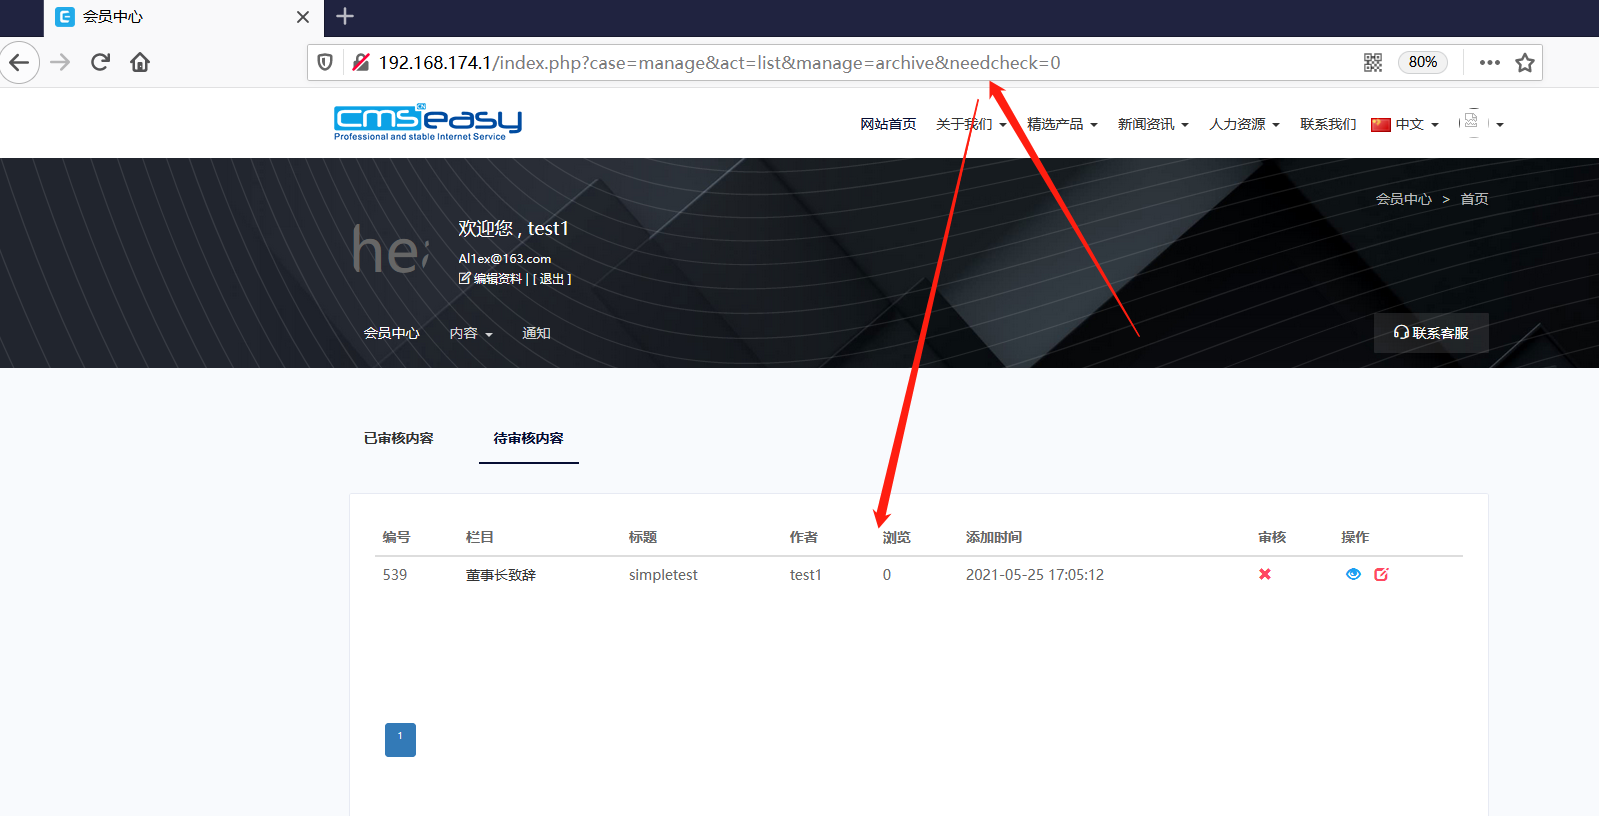 会员中心
192.168.174.1/index.php?case=manage&act=list&manage=archive&needcheck=0
80%
cmseasy
CN
Professional and stable Internet Service
网站首页 关于我们 精选产品 新闻资讯 人力资源 联系我们 中文
会员中心 > 首页
hea
欢迎您 , test1
Al1ex@163.com
编辑资料 | [ 退出 ]
会员中心 内容 通知
联系客服
已审核内容 待审核内容
编号 栏目 标题 作者 浏览 添加时间 审核 操作
539 董事长致辞 simpletest test1 0 2021-05-25 17:05:12
1